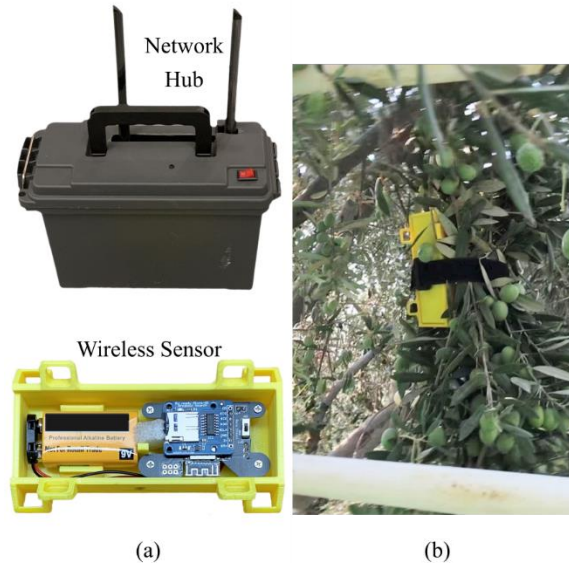 Network
Hub
Wireless Sensor
Professional Alkaline Battery
(a)
(b)